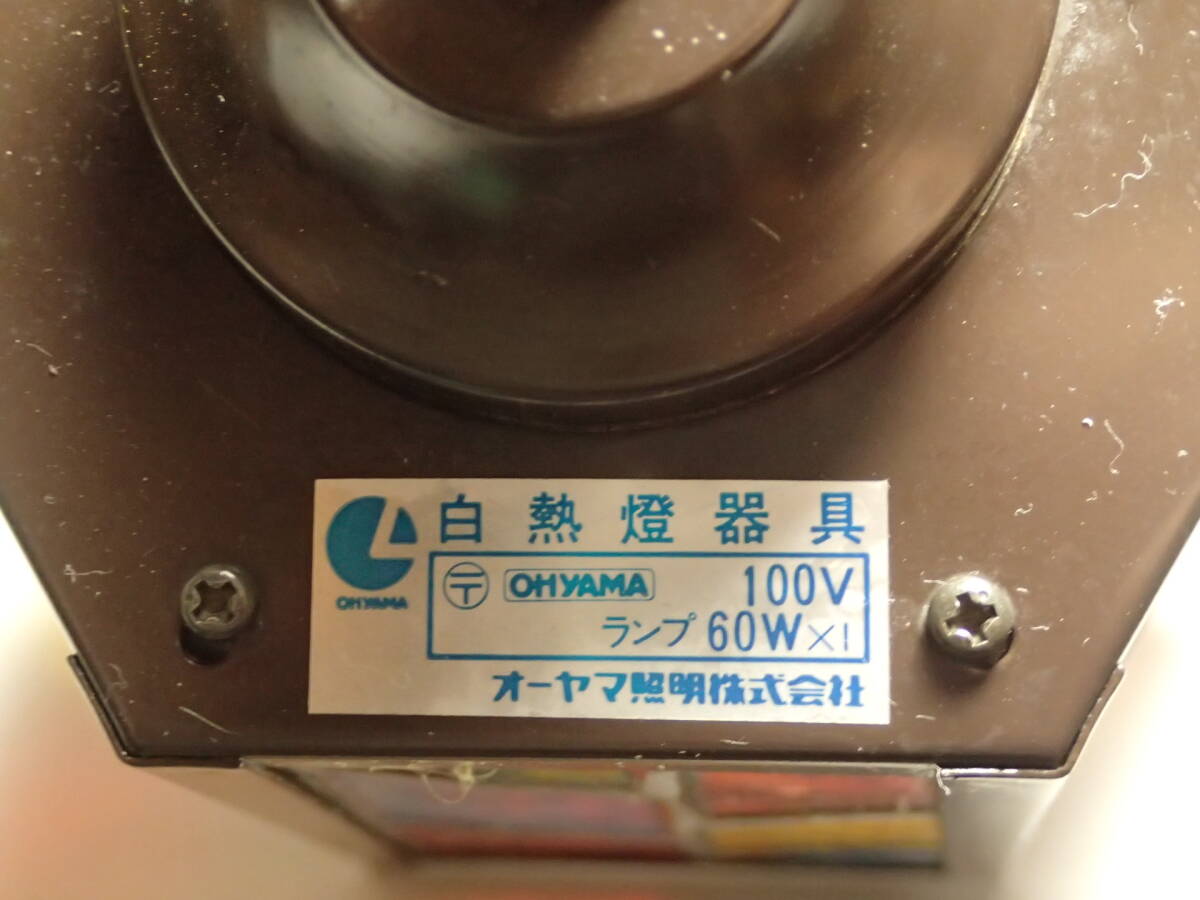 白熱燈器具
OHYAMA
〒 OHYAMA 100V
ランプ 60W×1
オーヤマ照明株式会社